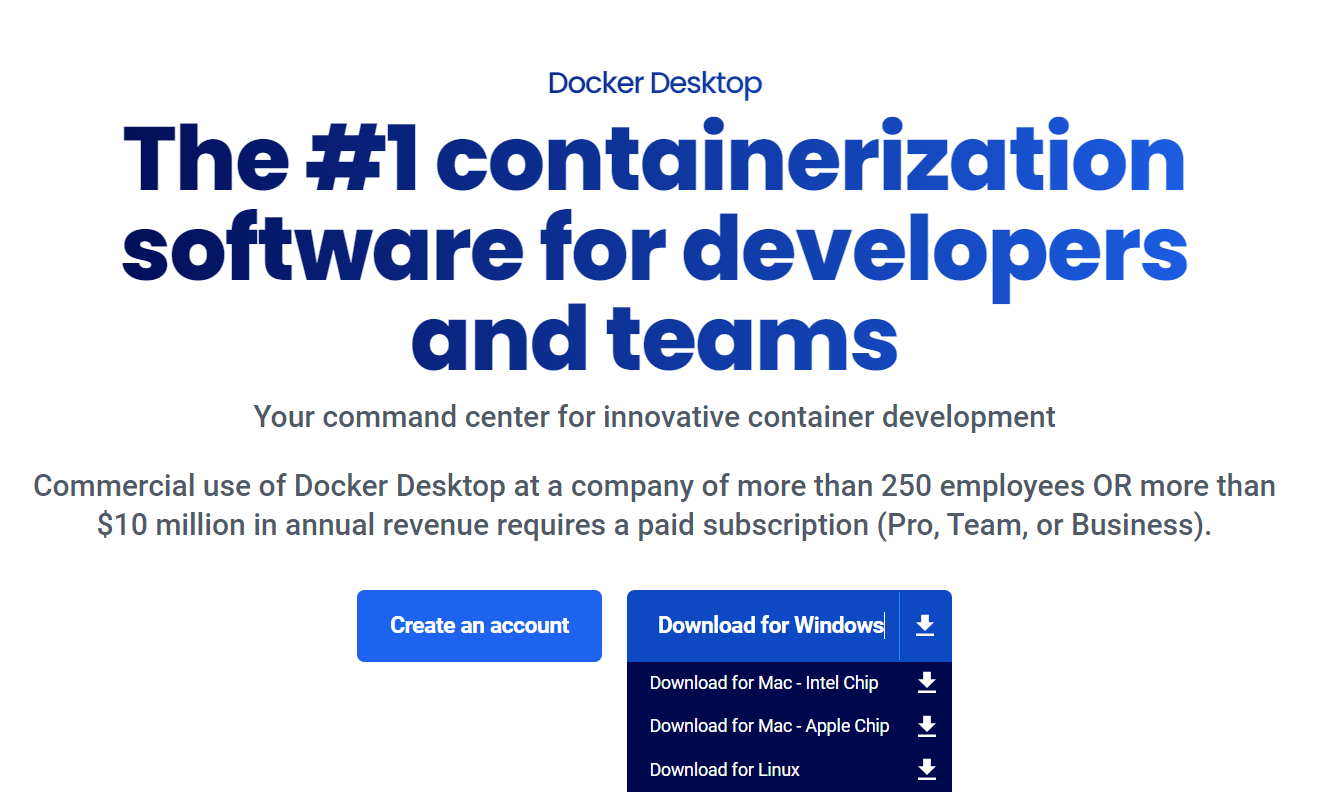 Docker Desktop
The #1 containerization
software for developers
and teams
Your command center for innovative container development
Commercial use of Docker Desktop at a company of more than 250 employees OR more than
$10 million in annual revenue requires a paid subscription (Pro, Team, or Business).
Create an account
Download for Windows
Download for Mac - Intel Chip
Download for Mac - Apple Chip
Download for Linux